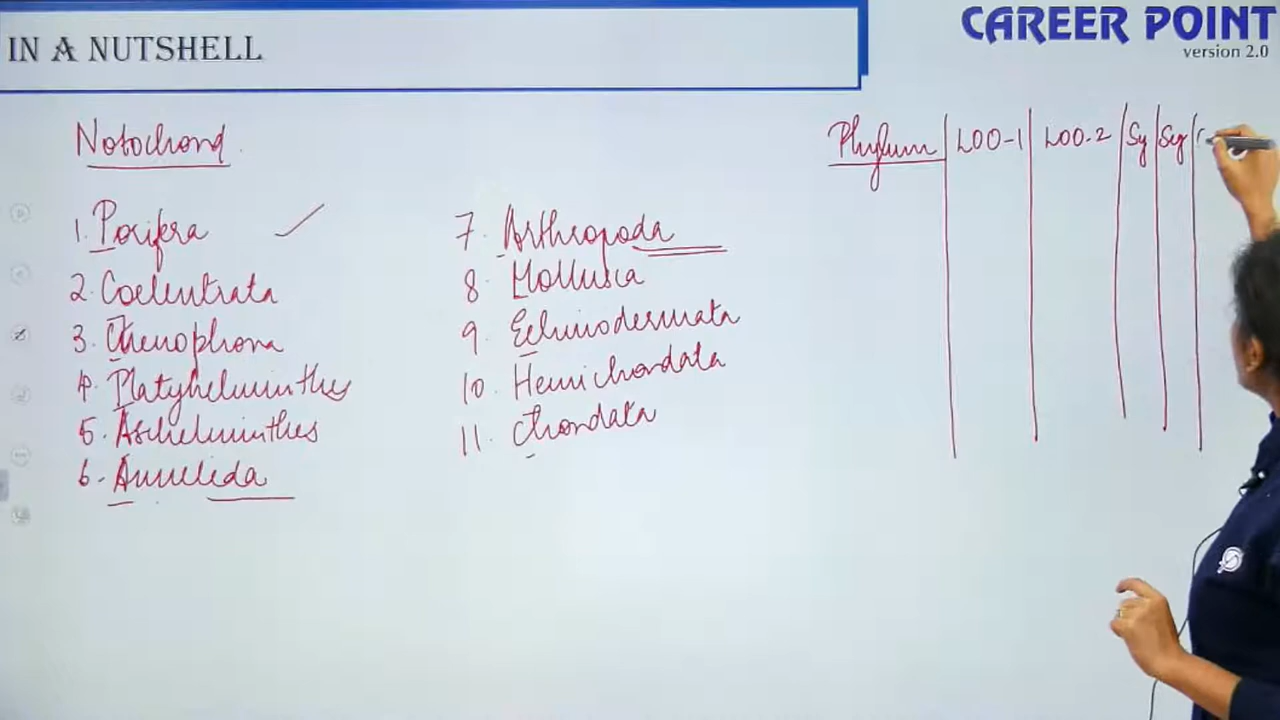 IN A NUTSHELL
CAREER POINT
version 2.0
Notochord.
1. Porifera
2. Coelentrata
3. Ctenophora
4. Platyhelminthes
5. Aschelminthes
6. Annelida
7. Arthropoda
8. Mollusca
9. Echinodermata
10. Hemichordata
11. Chordata
Phylum LOO-1 LOO-2 Sy Seg